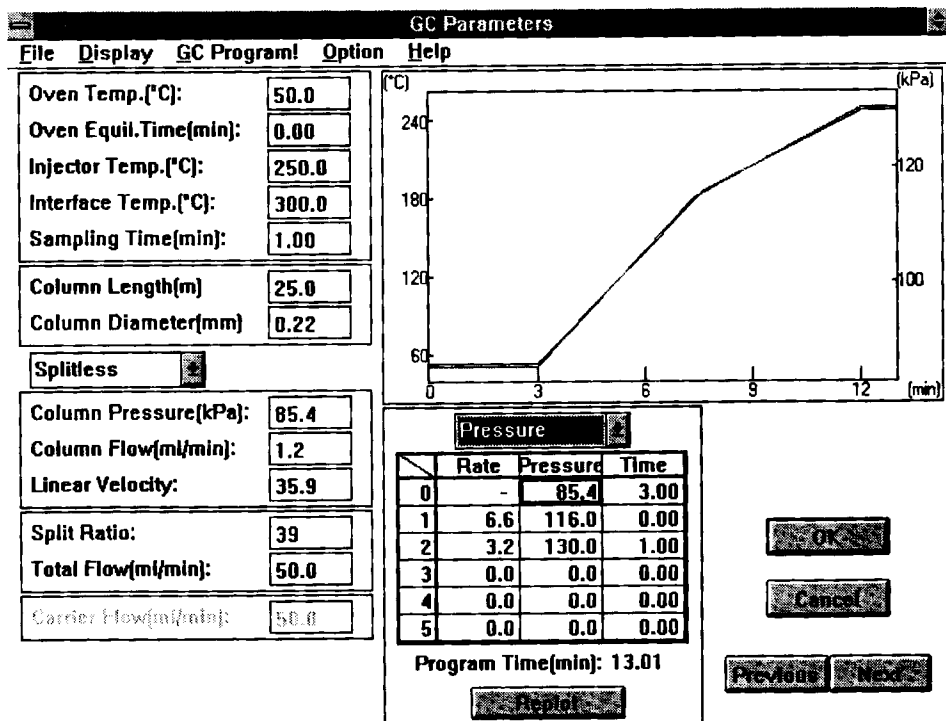 GC Parameters
File Display GC Program! Option Help
Oven Temp.(°C): 50.0
Oven Equil.Time(min): 0.00
Injector Temp.(°C): 250.0
Interface Temp.(°C): 300.0
Sampling Time(min): 1.00
Column Length(m) 25.0
Column Diameter(mm) 0.22
Splitless
Column Pressure(kPa): 85.4
Column Flow(ml/min): 1.2
Linear Velocity: 35.9
Split Ratio: 39
Total Flow(ml/min): 50.0
Carrier Flow(ml/min): 50.0
(°C) (kPa)
240
120
180
120
100
60
0 3 6 9 12 (min)
Pressure
Rate Pressure Time
0 - 85.4 3.00
1 6.6 116.0 0.00
2 3.2 130.0 1.00
3 0.0 0.0 0.00
4 0.0 0.0 0.00
5 0.0 0.0 0.00
Program Time(min): 13.01
Replot
OK
Cancel
Previous Next